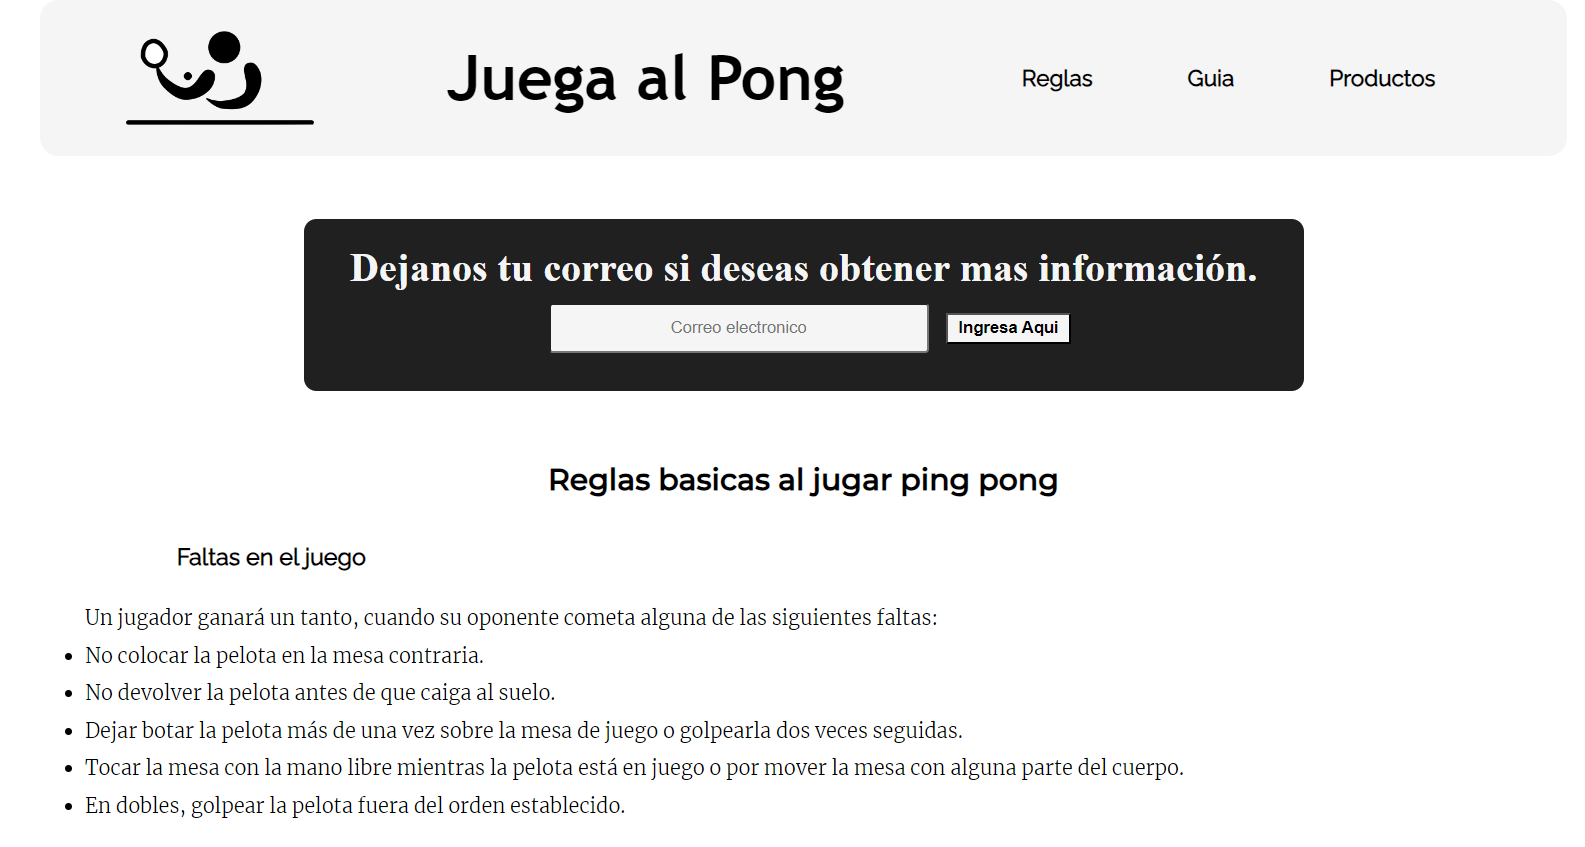 Juega al Pong
Reglas
Guia
Productos
Dejanos tu correo si deseas obtener mas información.
Correo electronico
Ingresa Aqui
Reglas basicas al jugar ping pong
Faltas en el juego
Un jugador ganará un tanto, cuando su oponente cometa alguna de las siguientes faltas:
No colocar la pelota en la mesa contraria.
No devolver la pelota antes de que caiga al suelo.
Dejar botar la pelota más de una vez sobre la mesa de juego o golpearla dos veces seguidas.
Tocar la mesa con la mano libre mientras la pelota está en juego o por mover la mesa con alguna parte del cuerpo.
En dobles, golpear la pelota fuera del orden establecido.